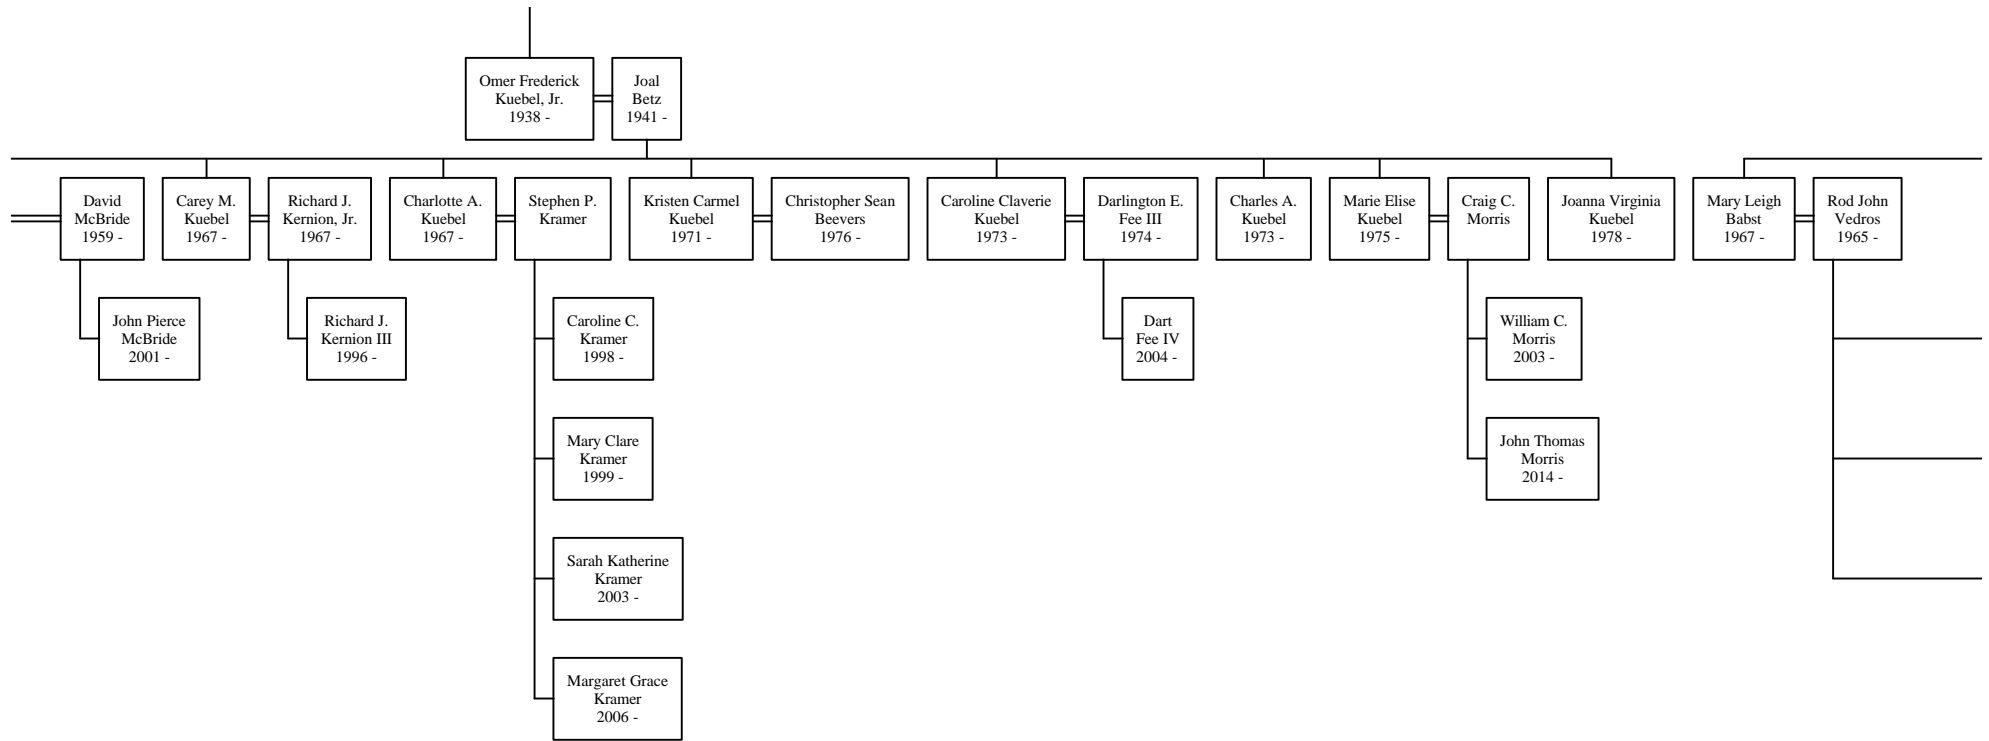 Omer Frederick
Kuebel, Jr.
1938 -
Joal
Betz
1941 -
David
McBride
1959 -
Carey M.
Kuebel
1967 -
Richard J.
Kernion, Jr.
1967 -
Charlotte A.
Kuebel
1967 -
Stephen P.
Kramer
Kristen Carmel
Kuebel
1971 -
Christopher Sean
Beevers
1976 -
Caroline Claverie
Kuebel
1973 -
Darlington E.
Fee III
1974 -
Charles A.
Kuebel
1973 -
Marie Elise
Kuebel
1975 -
Craig C.
Morris
Joanna Virginia
Kuebel
1978 -
Mary Leigh
Babst
1967 -
Rod John
Vedros
1965 -
John Pierce
McBride
2001 -
Richard J.
Kernion III
1996 -
Caroline C.
Kramer
1998 -
Dart
Fee IV
2004 -
William C.
Morris
2003 -
Mary Clare
Kramer
1999 -
John Thomas
Morris
2014 -
Sarah Katherine
Kramer
2003 -
Margaret Grace
Kramer
2006 -